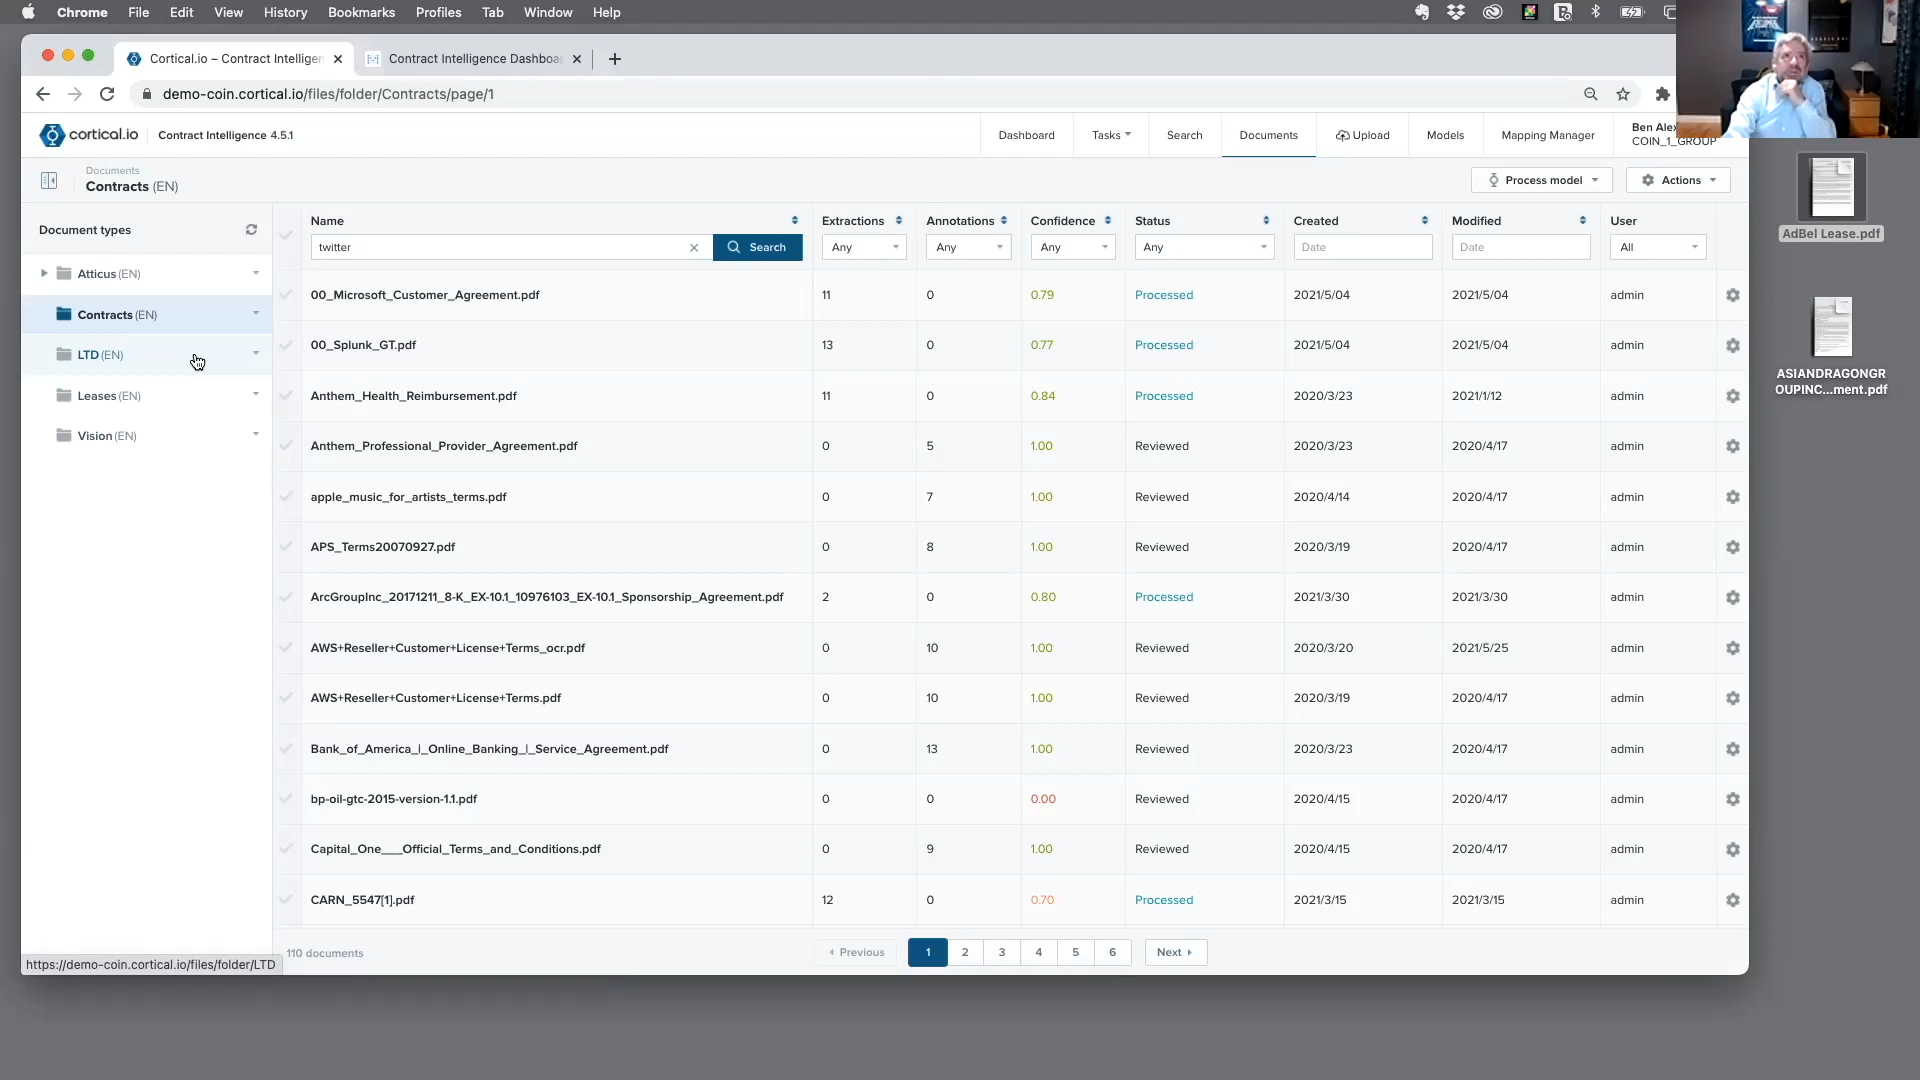 Chrome File Edit View History Bookmarks Profiles Tab Window Help
Cortical.io – Contract Intelligen
Contract Intelligence Dashboa
demo-coin.cortical.io/files/folder/Contracts/page/1
cortical.io Contract Intelligence 4.5.1
Dashboard Tasks Search Documents Upload Models Mapping Manager
Ben Alex
COIN_1_GROUP
Documents
Contracts (EN)
Process model Actions
Document types
Atticus (EN)
Contracts (EN)
LTD (EN)
Leases (EN)
Vision (EN)
Name Extractions Annotations Confidence Status Created Modified User
twitter Search Any Any Any Any Date Date All
00_Microsoft_Customer_Agreement.pdf 11 0 0.79 Processed 2021/5/04 2021/5/04 admin
00_Splunk_GT.pdf 13 0 0.77 Processed 2021/5/04 2021/5/04 admin
Anthem_Health_Reimbursement.pdf 11 0 0.84 Processed 2020/3/23 2021/1/12 admin
Anthem_Professional_Provider_Agreement.pdf 0 5 1.00 Reviewed 2020/3/23 2020/4/17 admin
apple_music_for_artists_terms.pdf 0 7 1.00 Reviewed 2020/4/14 2020/4/17 admin
APS_Terms20070927.pdf 0 8 1.00 Reviewed 2020/3/19 2020/4/17 admin
ArcGroupInc_20171211_8-K_EX-10.1_10976103_EX-10.1_Sponsorship_Agreement.pdf 2 0 0.80 Processed 2021/3/30 2021/3/30 admin
AWS+Reseller+Customer+License+Terms_ocr.pdf 0 10 1.00 Reviewed 2020/3/20 2021/5/25 admin
AWS+Reseller+Customer+License+Terms.pdf 0 10 1.00 Reviewed 2020/3/19 2020/4/17 admin
Bank_of_America_|_Online_Banking_|_Service_Agreement.pdf 0 13 1.00 Reviewed 2020/3/23 2020/4/17 admin
bp-oil-gtc-2015-version-1.1.pdf 0 0 0.00 Reviewed 2020/4/15 2020/4/17 admin
Capital_One___Official_Terms_and_Conditions.pdf 0 9 1.00 Reviewed 2020/4/15 2020/4/17 admin
CARN_5547[1].pdf 12 0 0.70 Processed 2021/3/15 2021/3/15 admin
110 documents Previous 1 2 3 4 5 6 Next
https://demo-coin.cortical.io/files/folder/LTD
AdBel Lease.pdf
ASIANDRAGONGR
OUPINC...ment.pdf